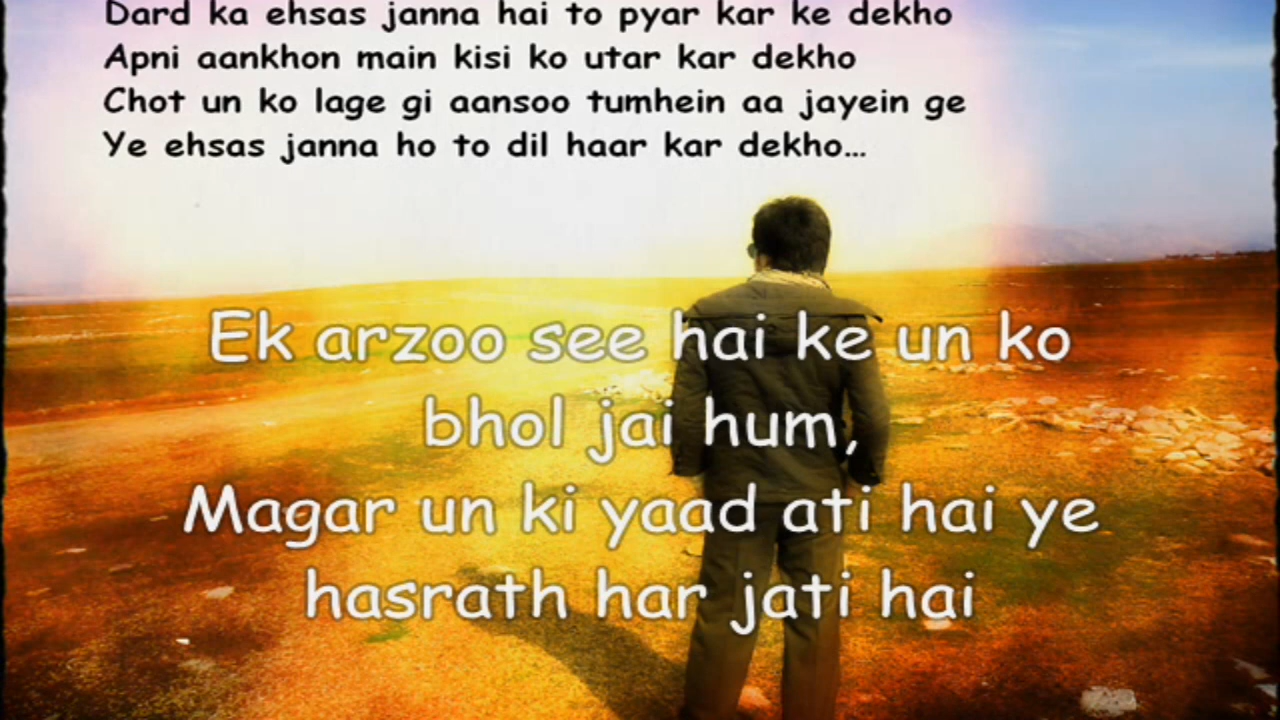 Dard ka ehsas janna hai to pyar kar ke dekho
Apni aankhon main kisi ko utar kar dekho
Chot un ko lage gi aansoo tumhein aa jayein ge
Ye ehsas janna ho to dil haar kar dekho...
Ek arzoo see hai ke un ko
bhol jai hum,
Magar un ki yaad ati hai ye
hasrath har jati hai